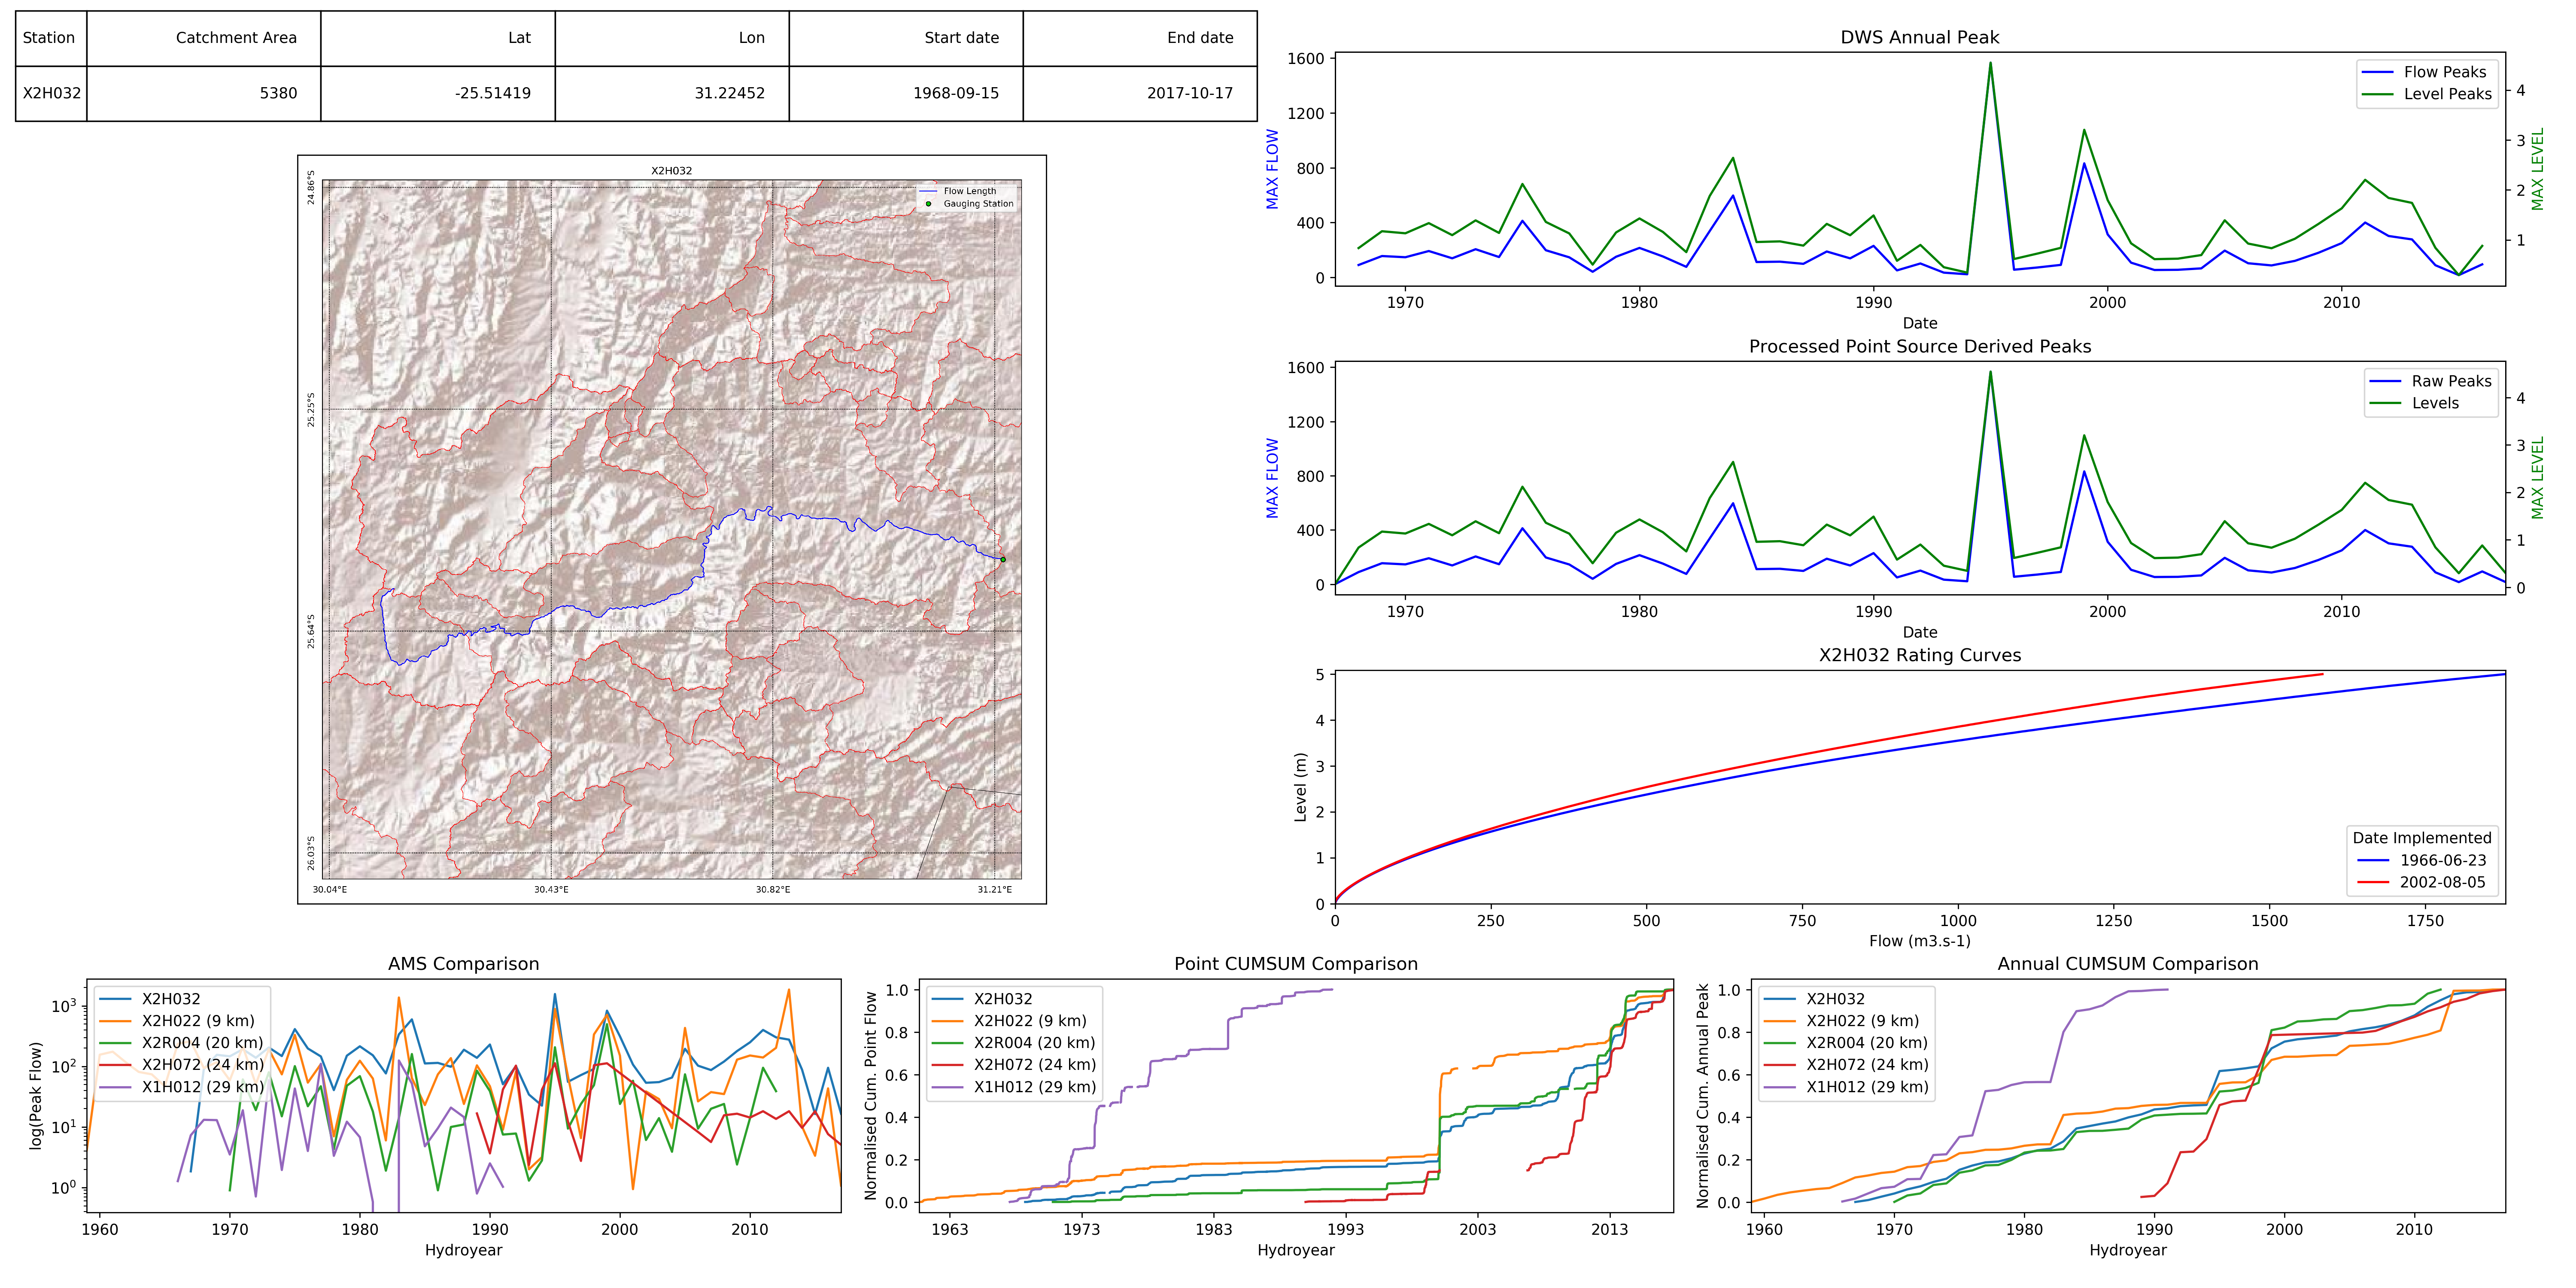 Station Catchment Area Lat Lon Start date End date
X2H032 5380 -25.51419 31.22452 1968-09-15 2017-10-17
X2H032
Flow Length
Gauging Station
24.86°S
25.25°S
25.64°S
26.03°S
30.04°E 30.43°E 30.82°E 31.21°E
DWS Annual Peak
MAX FLOW
1600
1200
800
400
0
Flow Peaks
Level Peaks
4
3
2
1
MAX LEVEL
1970 1980 1990 2000 2010
Date
Processed Point Source Derived Peaks
MAX FLOW
1600
1200
800
400
0
Raw Peaks
Levels
4
3
2
1
0
MAX LEVEL
1970 1980 1990 2000 2010
Date
X2H032 Rating Curves
Level (m)
5
4
3
2
1
0
Date Implemented
1966-06-23
2002-08-05
0 250 500 750 1000 1250 1500 1750
Flow (m3.s-1)
AMS Comparison
log(Peak Flow)
10³
10²
10¹
10⁰
X2H032
X2H022 (9 km)
X2R004 (20 km)
X2H072 (24 km)
X1H012 (29 km)
1960 1970 1980 1990 2000 2010
Hydroyear
Point CUMSUM Comparison
Normalised Cum. Point Flow
1.0
0.8
0.6
0.4
0.2
0.0
X2H032
X2H022 (9 km)
X2R004 (20 km)
X2H072 (24 km)
X1H012 (29 km)
1963 1973 1983 1993 2003 2013
Hydroyear
Annual CUMSUM Comparison
Normalised Cum. Annual Peak
1.0
0.8
0.6
0.4
0.2
0.0
X2H032
X2H022 (9 km)
X2R004 (20 km)
X2H072 (24 km)
X1H012 (29 km)
1960 1970 1980 1990 2000 2010
Hydroyear